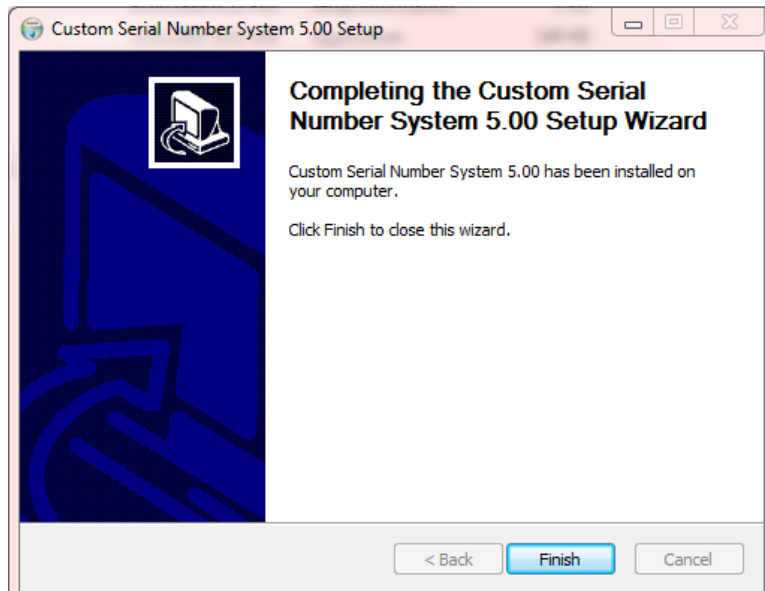 Custom Serial Number System 5.00 Setup
Completing the Custom Serial
Number System 5.00 Setup Wizard
Custom Serial Number System 5.00 has been installed on
your computer.
Click Finish to close this wizard.
< Back
Finish
Cancel